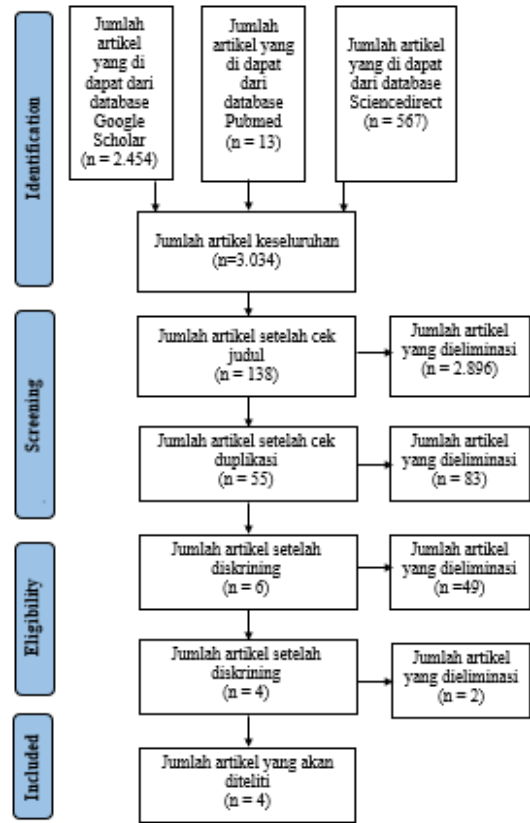 Identification
Jumlah
artikel
yang di
dapat dari
database
Google
Scholar
(n = 2.454)
Jumlah
artikel yang
di dapat
dari
database
Pubmed
(n = 13)
Jumlah artikel
yang di dapat
dari database
Sciencedirect
(n = 567)
Jumlah artikel keseluruhan
(n=3.034)
Screening
Jumlah artikel setelah cek
judul
(n = 138)
Jumlah artikel
yang dieliminasi
(n = 2.896)
Jumlah artikel setelah cek
duplikasi
(n = 55)
Jumlah artikel
yang dieliminasi
(n = 83)
Eligibility
Jumlah artikel setelah
diskrining
(n = 6)
Jumlah artikel
yang dieliminasi
(n =49)
Jumlah artikel setelah
diskrining
(n = 4)
Jumlah artikel
yang dieliminasi
(n = 2)
Included
Jumlah artikel yang akan
diteliti
(n = 4)